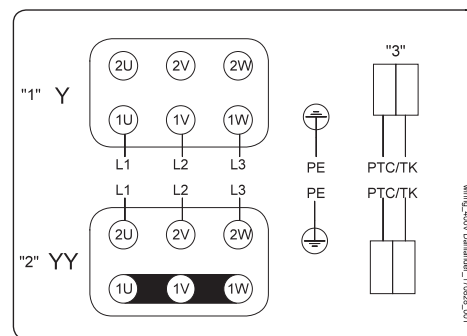 2U 2V 2W "3"
"1" Y
1U 1V 1W
L1 L2 L3 PE PTC/TK
L1 L2 L3 PE PTC/TK
2U 2V 2W
"2" YY
1U 1V 1W